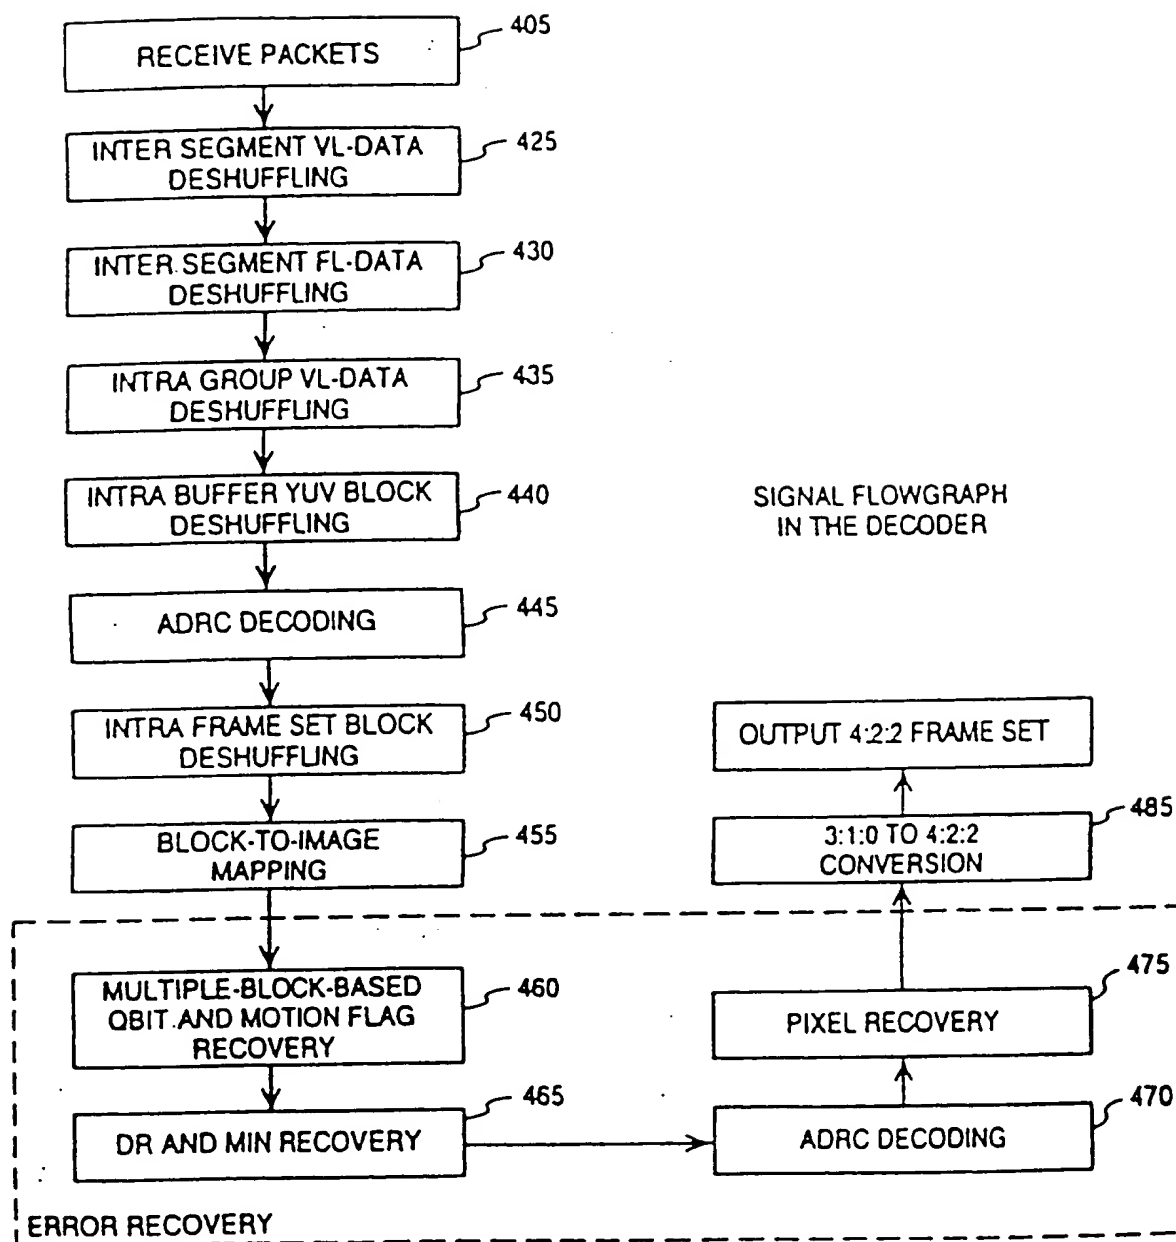 RECEIVE PACKETS
405
INTER SEGMENT VL-DATA
DESHUFFLING
425
INTER SEGMENT FL-DATA
DESHUFFLING
430
INTRA GROUP VL-DATA
DESHUFFLING
435
INTRA BUFFER YUV BLOCK
DESHUFFLING
440
SIGNAL FLOWGRAPH
IN THE DECODER
ADRC DECODING
445
INTRA FRAME SET BLOCK
DESHUFFLING
450
BLOCK-TO-IMAGE
MAPPING
455
MULTIPLE-BLOCK-BASED
QBIT AND MOTION FLAG
RECOVERY
460
DR AND MIN RECOVERY
465
ADRC DECODING
470
PIXEL RECOVERY
475
3:1:0 TO 4:2:2
CONVERSION
485
OUTPUT 4:2:2 FRAME SET
ERROR RECOVERY